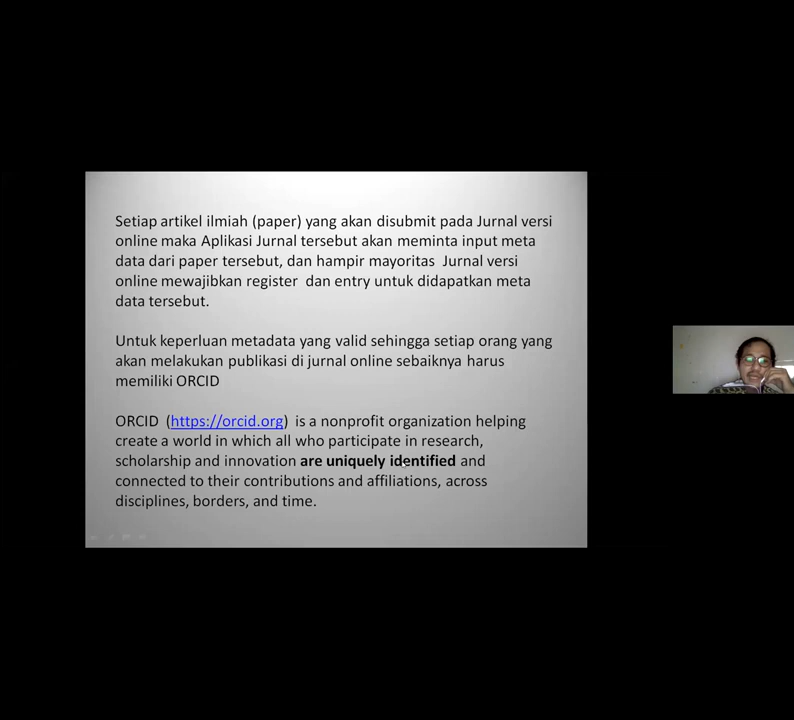 Setiap artikel ilmiah (paper) yang akan disubmit pada Jurnal versi
online maka Aplikasi Jurnal tersebut akan meminta input meta
data dari paper tersebut, dan hampir mayoritas Jurnal versi
online mewajibkan register dan entry untuk didapatkan meta
data tersebut.
Untuk keperluan metadata yang valid sehingga setiap orang yang
akan melakukan publikasi di jurnal online sebaiknya harus
memiliki ORCID
ORCID (https://orcid.org) is a nonprofit organization helping
create a world in which all who participate in research,
scholarship and innovation are uniquely identified and
connected to their contributions and affiliations, across
disciplines, borders, and time.